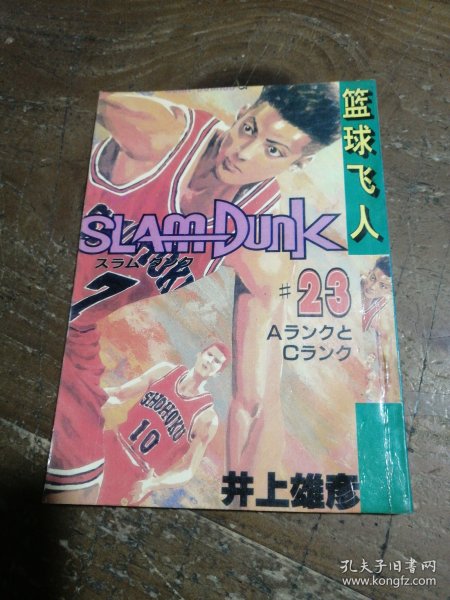 篮球飞人
SLAM DUNK
スラムダンク
#23
Aランクと
Cランク
7
SHOHOKU
10
井上雄彦
孔夫子旧书网
www.kongfz.com